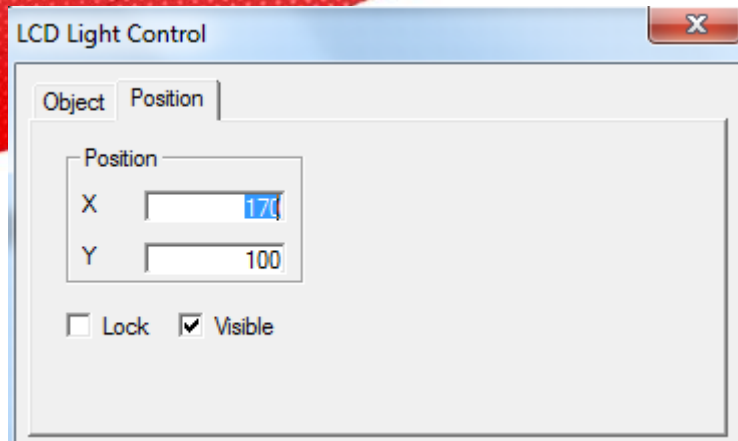 LCD Light Control
Object Position
Position
X 170
Y 100
Lock Visible